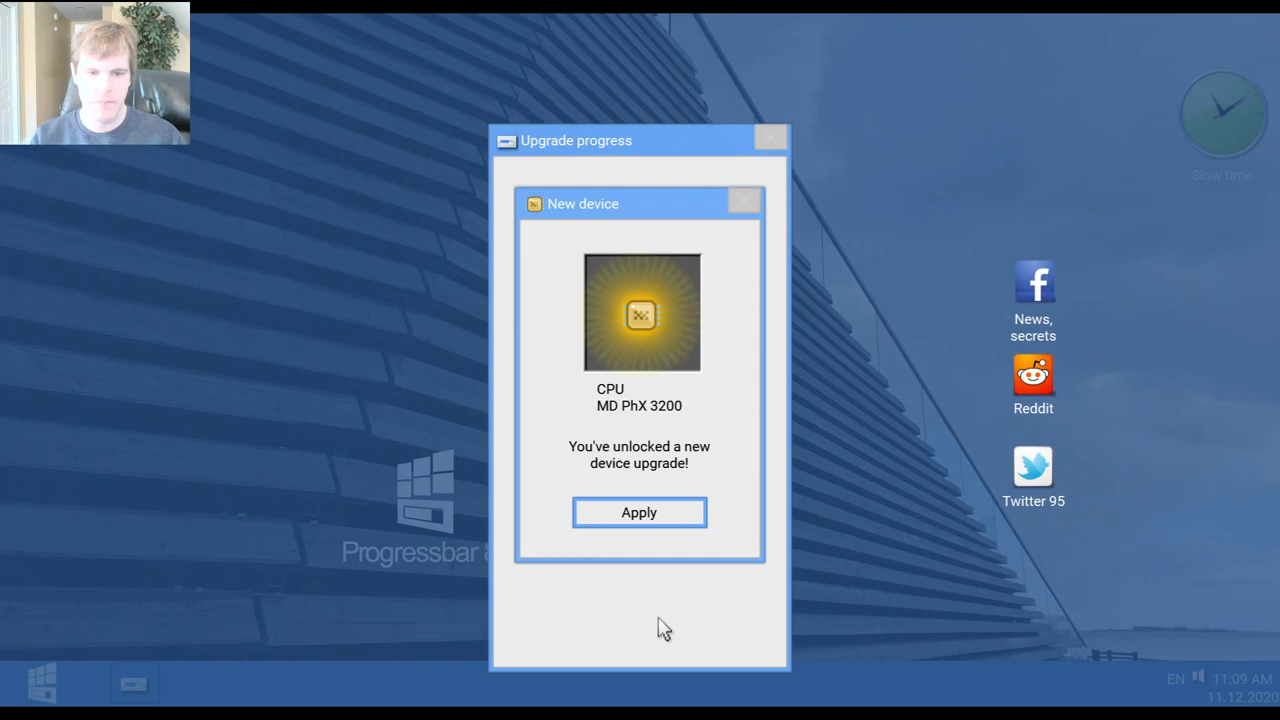 Upgrade progress
New device
CPU
MD PhX 3200
You've unlocked a new
device upgrade!
Apply
Progressbar
Slow time
News,
secrets
Reddit
Twitter 95
EN 11:09 AM
11.12.2020